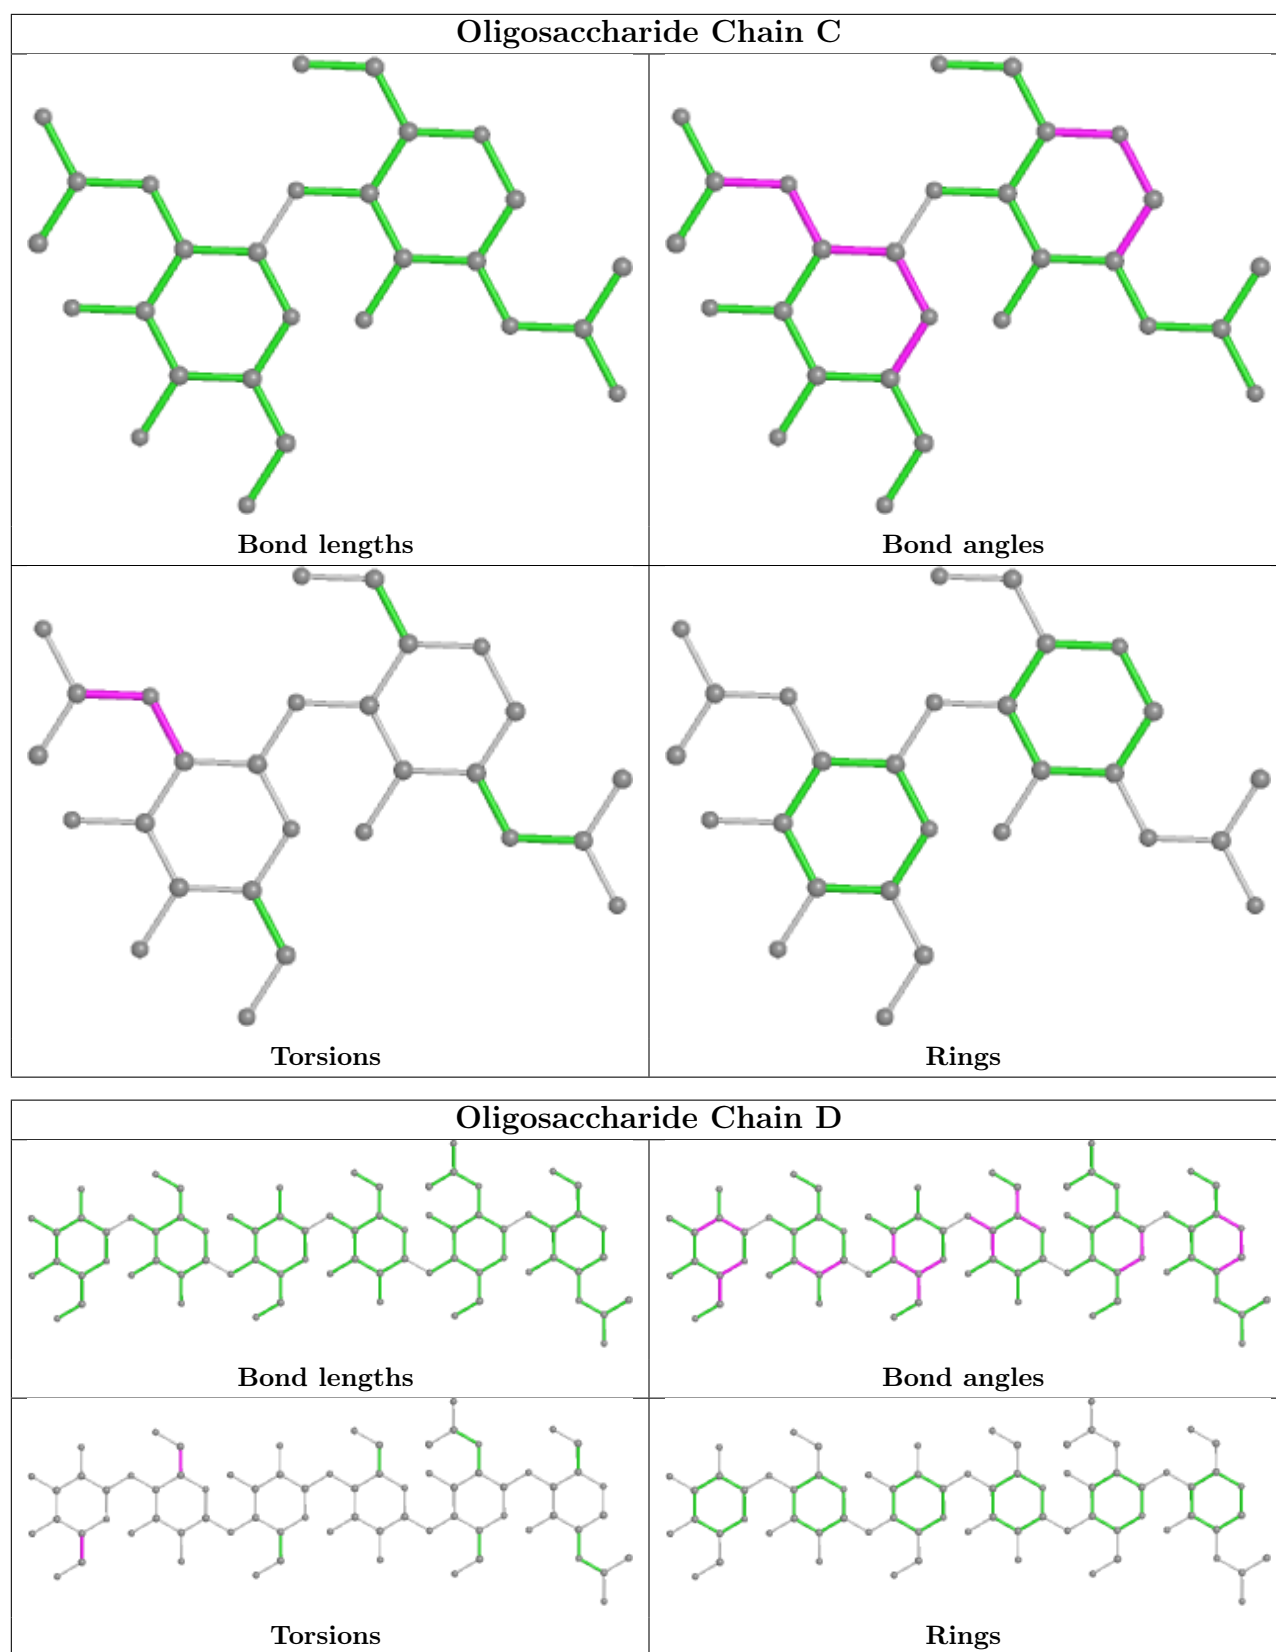 Oligosaccharide Chain C
Bond lengths
Bond angles
Torsions
Rings
Oligosaccharide Chain D
Bond lengths
Bond angles
Torsions
Rings